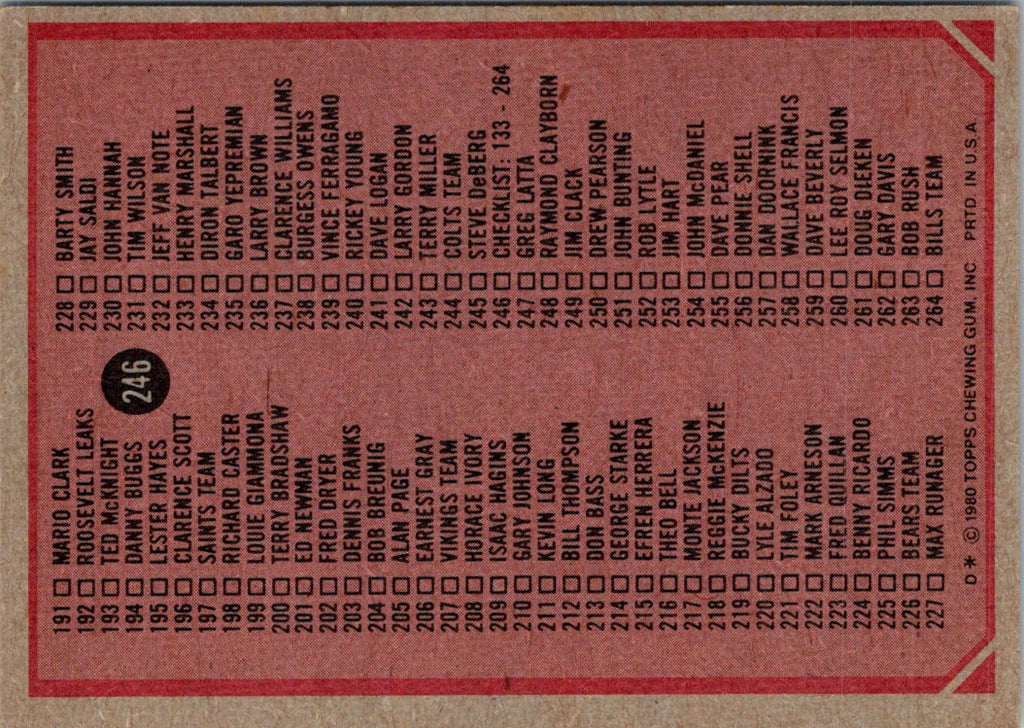 246
191 MARIO CLARK
192 ROOSEVELT LEAKS
193 TED McKNIGHT
194 DANNY BUGGS
195 LESTER HAYES
196 CLARENCE SCOTT
197 SAINTS TEAM
198 RICHARD CASTER
199 LOUIE GIAMMONA
200 TERRY BRADSHAW
201 ED NEWMAN
202 FRED DRYER
203 DENNIS FRANKS
204 BOB BREUNIG
205 ALAN PAGE
206 EARNEST GRAY
207 VIKINGS TEAM
208 HORACE IVORY
209 ISAAC HAGINS
210 GARY JOHNSON
211 KEVIN LONG
212 BILL THOMPSON
213 DON BASS
214 GEORGE STARKE
215 EFREN HERRERA
216 THEO BELL
217 MONTE JACKSON
218 REGGIE McKENZIE
219 BUCKY DILTS
220 LYLE ALZADO
221 TIM FOLEY
222 MARK ARNESON
223 FRED QUILLAN
224 BENNY RICARDO
225 PHIL SIMMS
226 BEARS TEAM
227 MAX RUNAGER
228 BARTY SMITH
229 JAY SALDI
230 JOHN HANNAH
231 TIM WILSON
232 JEFF VAN NOTE
233 HENRY MARSHALL
234 DIRON TALBERT
235 GARO YEPREMIAN
236 LARRY BROWN
237 CLARENCE WILLIAMS
238 BURGESS OWENS
239 VINCE FERRAGAMO
240 RICKEY YOUNG
241 DAVE LOGAN
242 LARRY GORDON
243 TERRY MILLER
244 COLTS TEAM
245 STEVE DeBERG
246 CHECKLIST: 133 - 264
247 GREG LATTA
248 RAYMOND CLAYBORN
249 JIM CLACK
250 DREW PEARSON
251 JOHN BUNTING
252 ROB LYTLE
253 JIM HART
254 JOHN McDANIEL
255 DAVE PEAR
256 DONNIE SHELL
257 DAN DOORNINK
258 WALLACE FRANCIS
259 DAVE BEVERLY
260 LEE ROY SELMON
261 DOUG DIEKEN
262 GARY DAVIS
263 BOB RUSH
264 BILLS TEAM
D * © 1980 TOPPS CHEWING GUM, INC. PRTD. IN U.S.A.